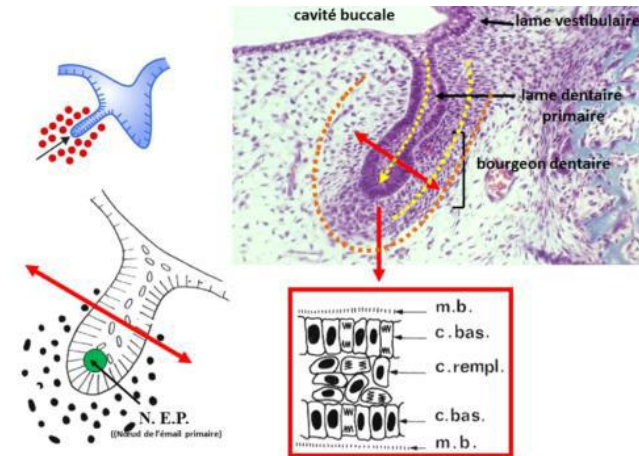 cavité buccale
lame vestibulaire
lame dentaire
primaire
bourgeon dentaire
N. E.P.
((Nœud de l'émail primaire)
m.b.
c.bas.
c.rempl.
c.bas.
m.b.